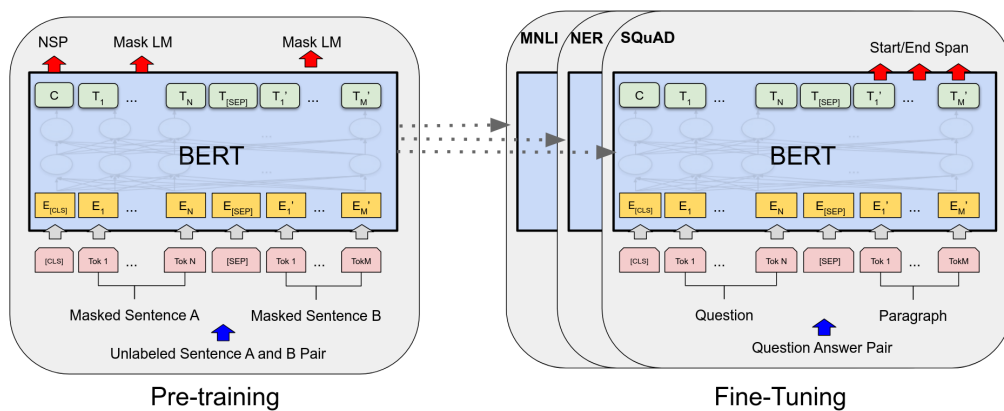 NSP Mask LM Mask LM
C T1 ... TN T[SEP] T1' ... TM'
...
...
BERT
E[CLS] E1 ... EN E[SEP] E1' ... EM'
[CLS] Tok 1 ... Tok N [SEP] Tok 1 ... TokM
Masked Sentence A Masked Sentence B
Unlabeled Sentence A and B Pair
Pre-training
MNLI NER SQuAD
Start/End Span
C T1 ... TN T[SEP] T1' ... TM'
...
...
BERT
E[CLS] E1 ... EN E[SEP] E1' ... EM'
[CLS] Tok 1 ... Tok N [SEP] Tok 1 ... TokM
Question Paragraph
Question Answer Pair
Fine-Tuning